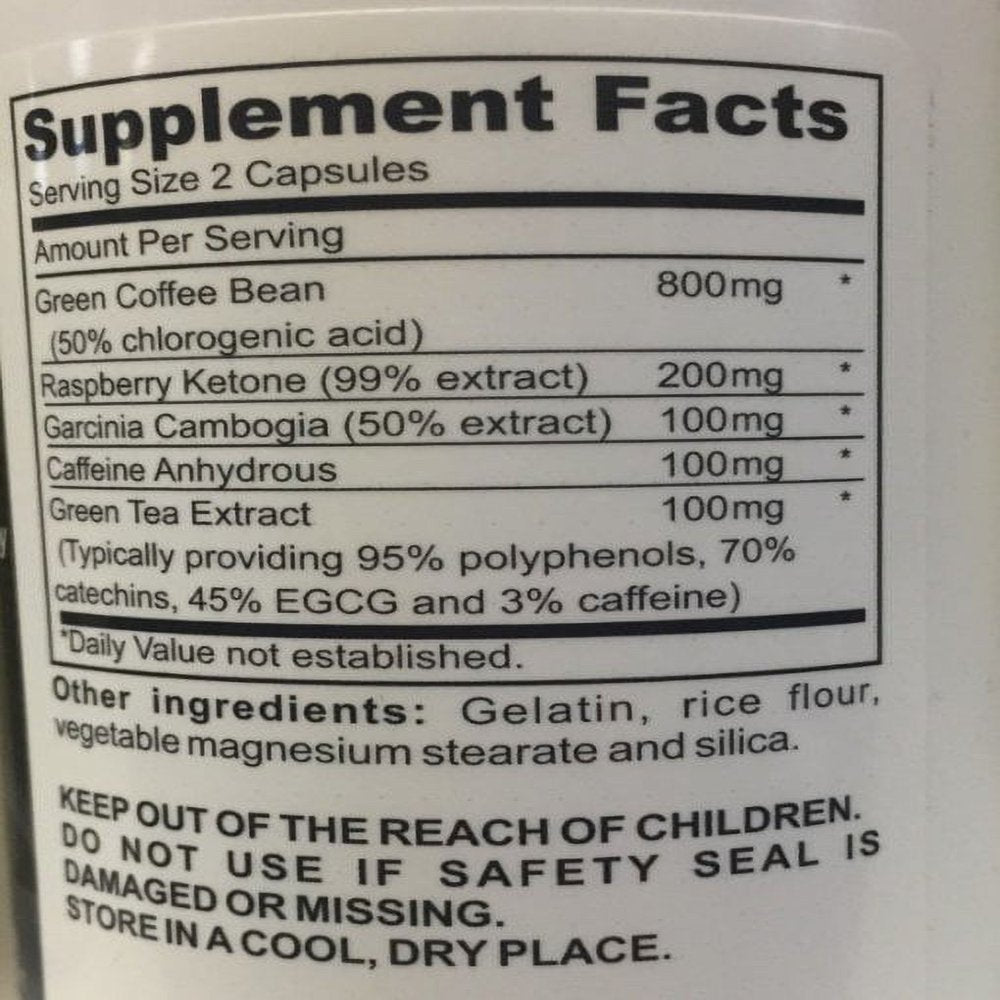 Supplement Facts
Serving Size 2 Capsules
Amount Per Serving
Green Coffee Bean 800mg *
(50% chlorogenic acid)
Raspberry Ketone (99% extract) 200mg *
Garcinia Cambogia (50% extract) 100mg *
Caffeine Anhydrous 100mg *
Green Tea Extract 100mg *
(Typically providing 95% polyphenols, 70%
catechins, 45% EGCG and 3% caffeine)
*Daily Value not established.
Other ingredients: Gelatin, rice flour,
vegetable magnesium stearate and silica.
KEEP OUT OF THE REACH OF CHILDREN.
DO NOT USE IF SAFETY SEAL IS
DAMAGED OR MISSING.
STORE IN A COOL, DRY PLACE.